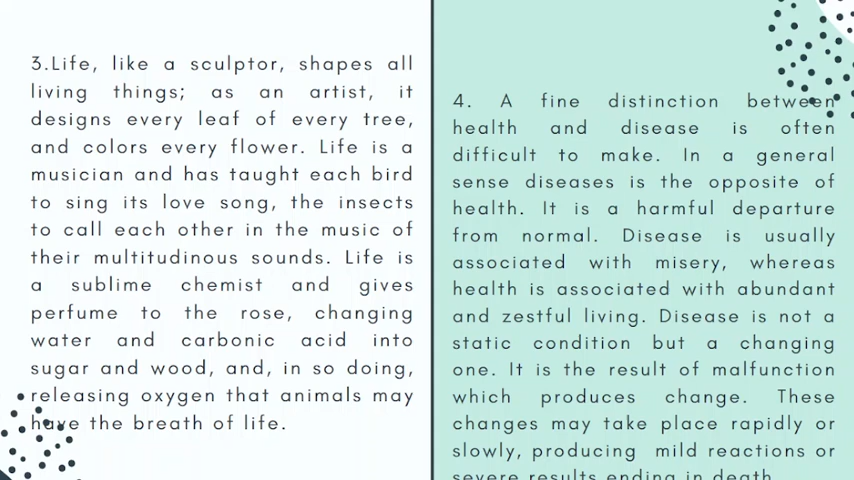 3.Life, like a sculptor, shapes all
living things; as an artist, it
designs every leaf of every tree,
and colors every flower. Life is a
musician and has taught each bird
to sing its love song, the insects
to call each other in the music of
their multitudinous sounds. Life is
a sublime chemist and gives
perfume to the rose, changing
water and carbonic acid into
sugar and wood, and, in so doing,
releasing oxygen that animals may
have the breath of life.
4. A fine distinction between
health and disease is often
difficult to make. In a general
sense diseases is the opposite of
health. It is a harmful departure
from normal. Disease is usually
associated with misery, whereas
health is associated with abundant
and zestful living. Disease is not a
static condition but a changing
one. It is the result of malfunction
which produces change. These
changes may take place rapidly or
slowly, producing mild reactions or
severe results ending in death.